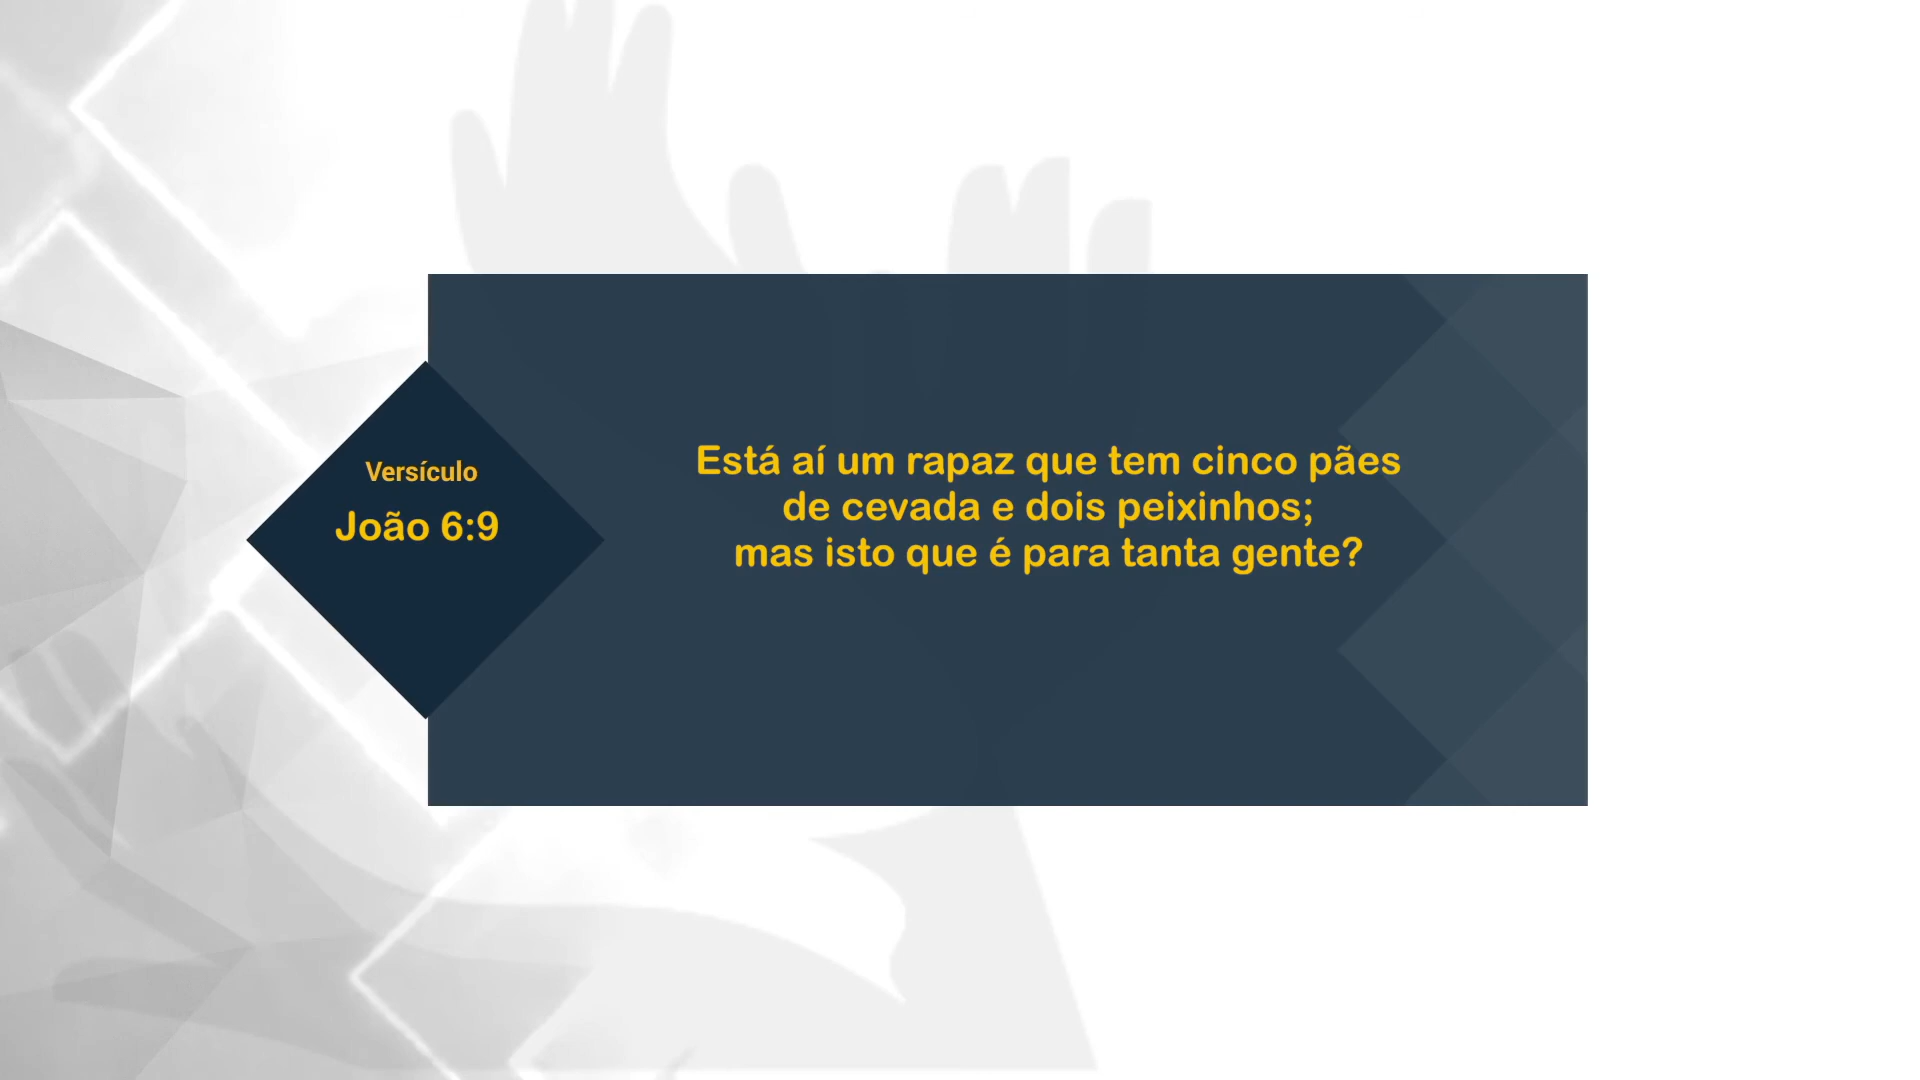 Versículo
João 6:9
Está aí um rapaz que tem cinco pães
de cevada e dois peixinhos;
mas isto que é para tanta gente?